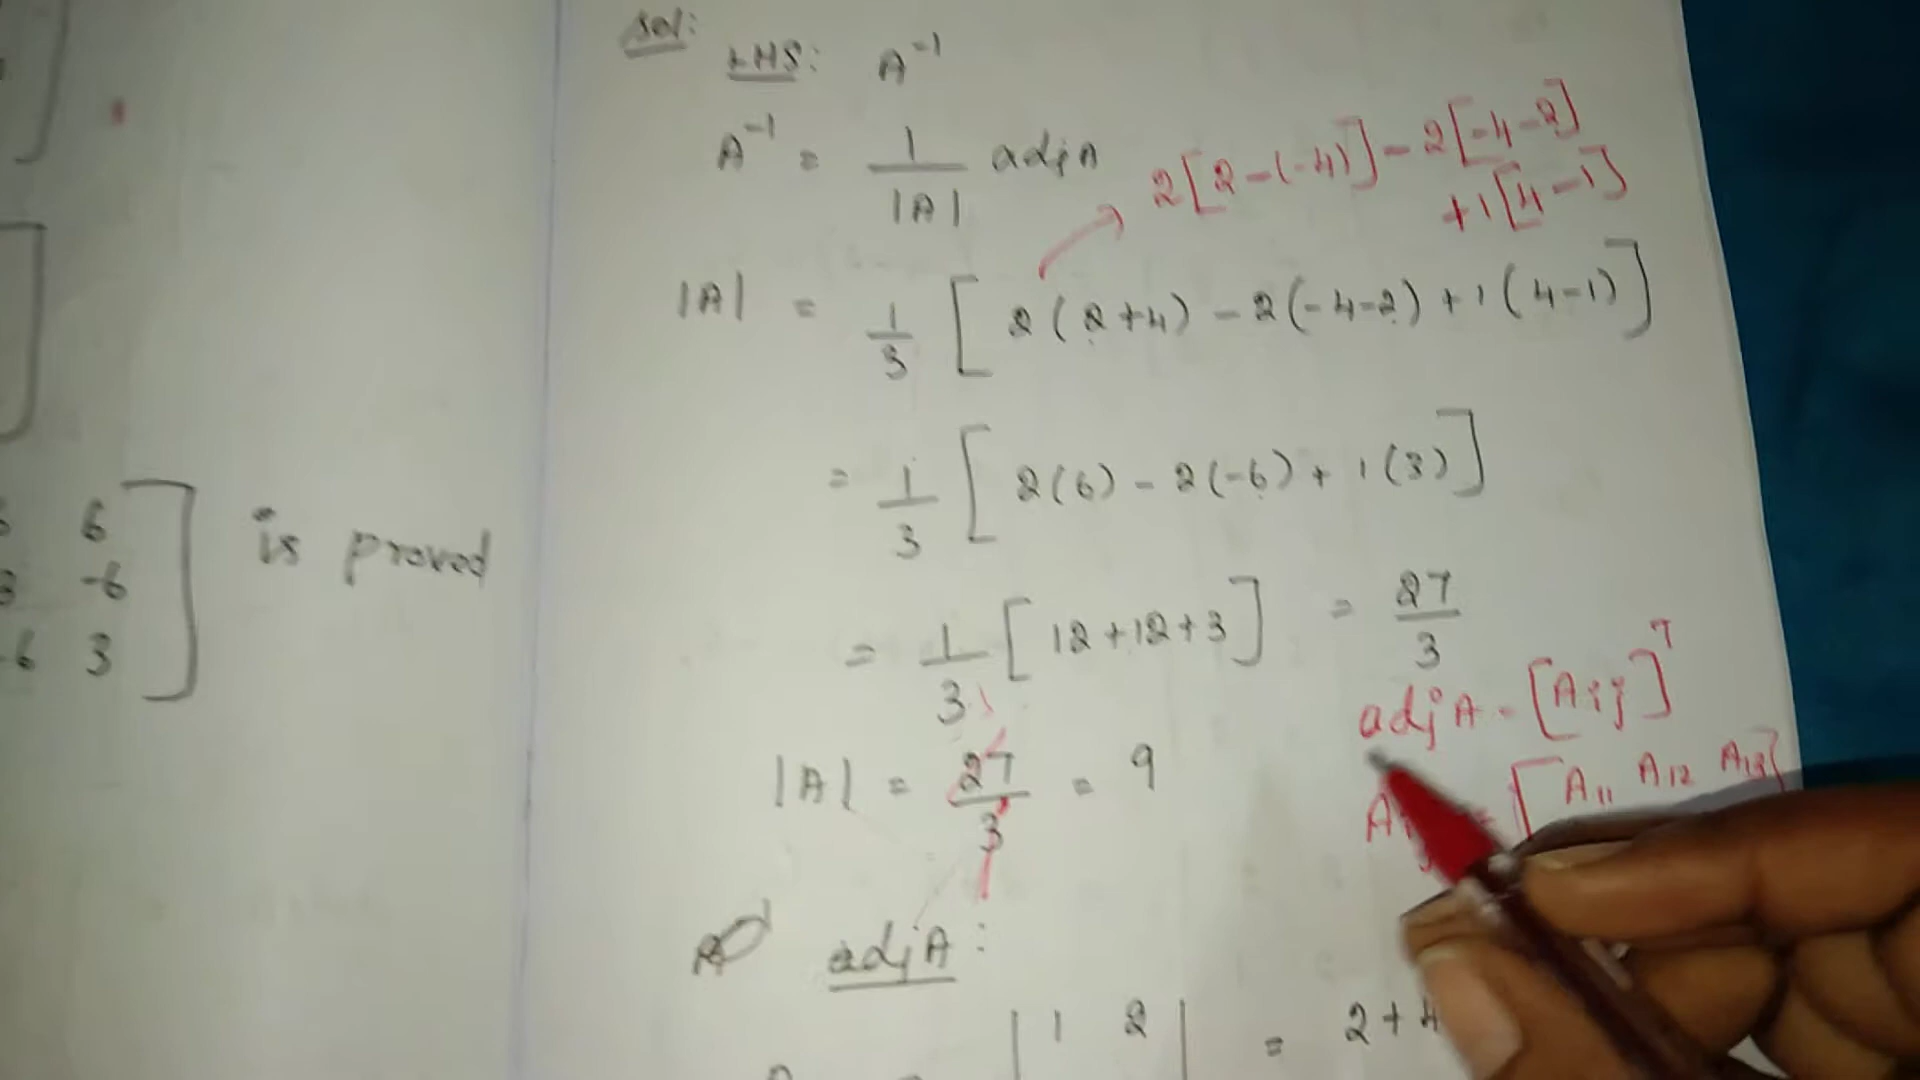 6 ] is proved
-6
-6 3
Sol:
LHS: A⁻¹
A⁻¹ = 1/|A| adj A
2[2-(-4)] - 2[-4-2]
+1[4-1]
|A| = 1/3 [ 2(2+4) - 2(-4-2) + 1(4-1) ]
= 1/3 [ 2(6) - 2(-6) + 1(3) ]
= 1/3 [ 12+12+3 ] = 27/3
adj A = [Aij]ᵀ
|A| = 27/3 = 9
[ A₁₁ A₁₂ A₁₃
adj A:
| 1 2 | = 2+4